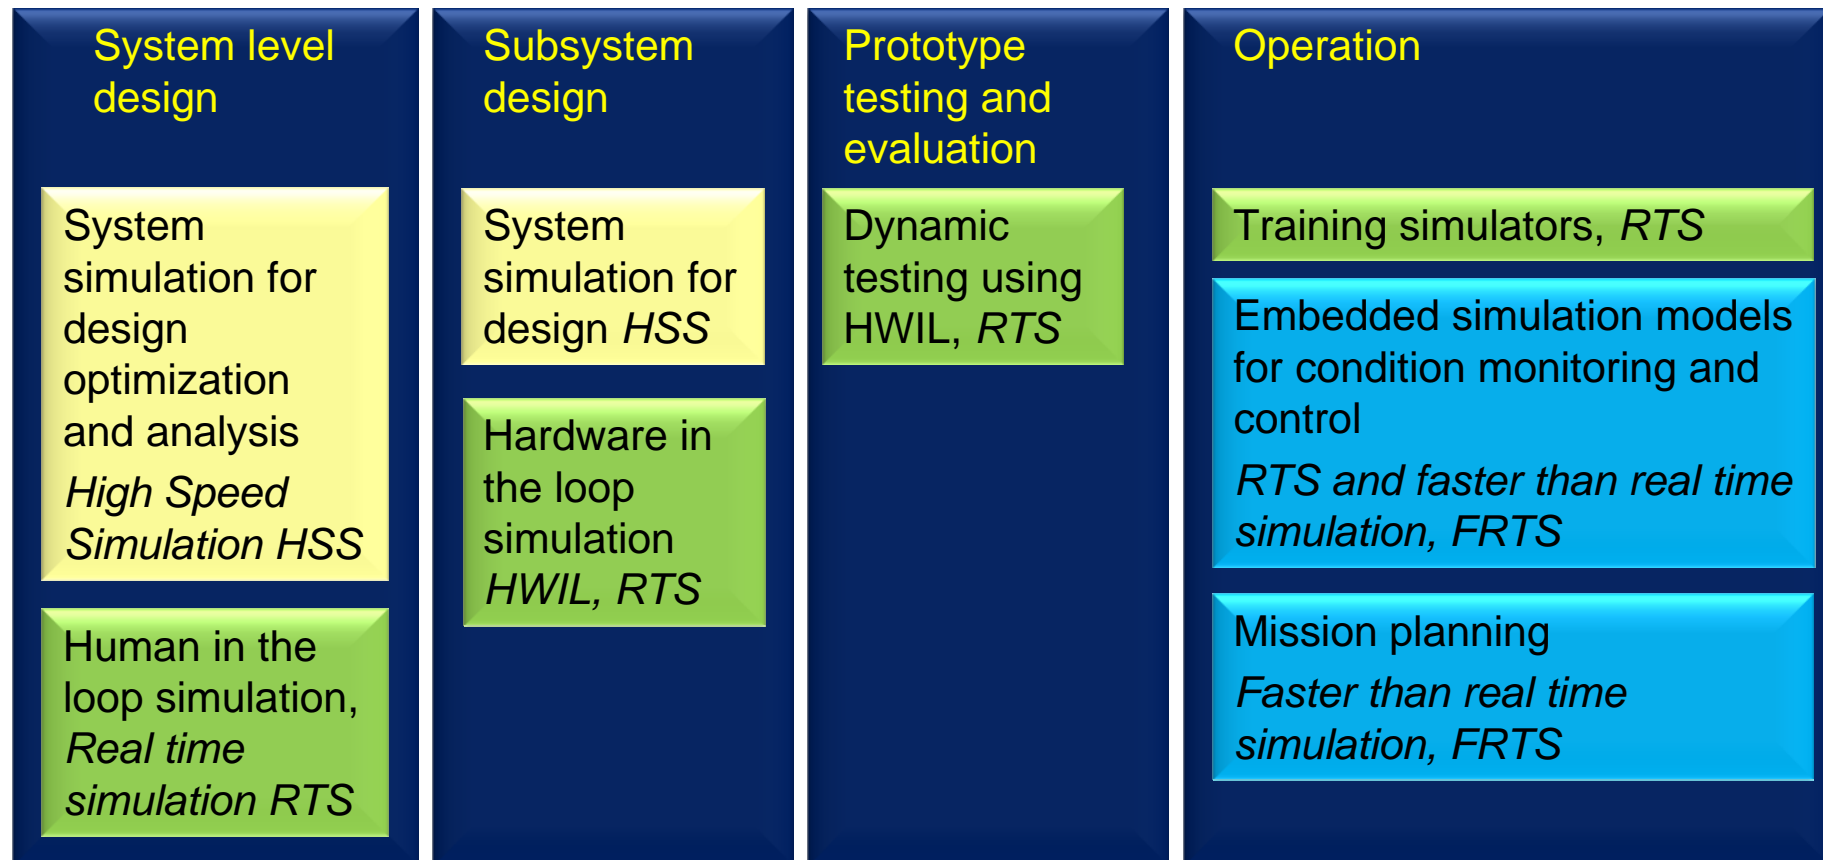 System level
design
System
simulation for
design
optimization
and analysis
High Speed
Simulation HSS
Human in the
loop simulation,
Real time
simulation RTS
Subsystem
design
System
simulation for
design HSS
Hardware in
the loop
simulation
HWIL, RTS
Prototype
testing and
evaluation
Dynamic
testing using
HWIL, RTS
Operation
Training simulators, RTS
Embedded simulation models
for condition monitoring and
control
RTS and faster than real time
simulation, FRTS
Mission planning
Faster than real time
simulation, FRTS